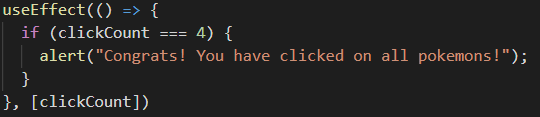 useEffect(() => {
  if (clickCount === 4) {
    alert("Congrats! You have clicked on all pokemons!");
  }
}, [clickCount])